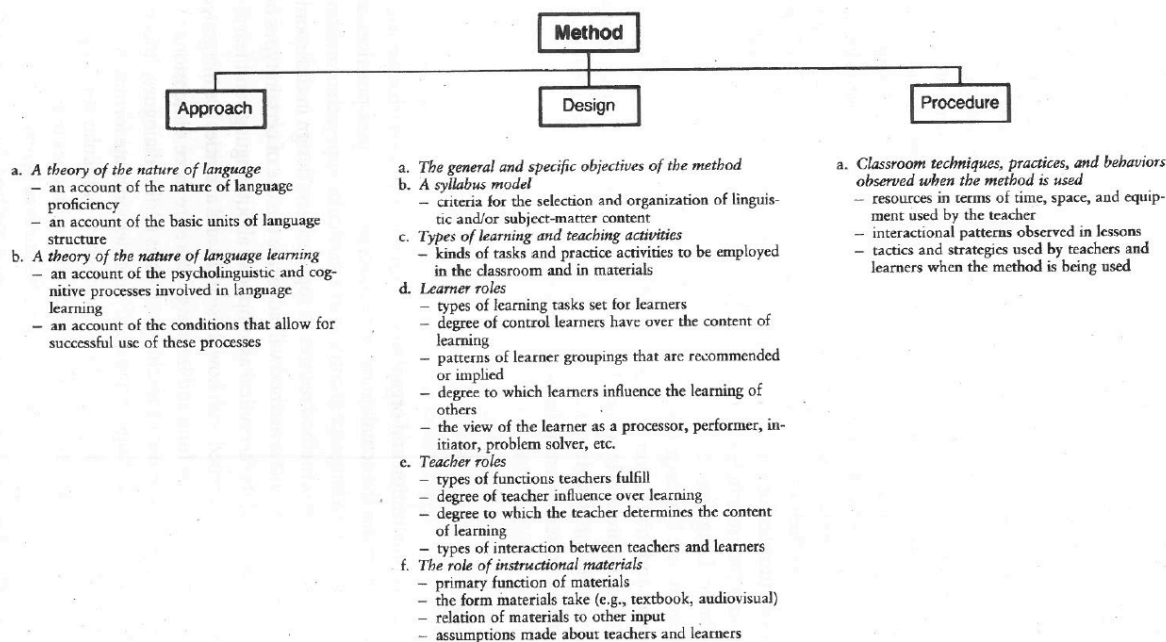 Method
Approach
Design
Procedure
a. A theory of the nature of language
– an account of the nature of language
proficiency
– an account of the basic units of language
structure
b. A theory of the nature of language learning
– an account of the psycholinguistic and cog-
nitive processes involved in language
learning
– an account of the conditions that allow for
successful use of these processes
a. The general and specific objectives of the method
b. A syllabus model
– criteria for the selection and organization of linguis-
tic and/or subject-matter content
c. Types of learning and teaching activities
– kinds of tasks and practice activities to be employed
in the classroom and in materials
d. Learner roles
– types of learning tasks set for learners
– degree of control learners have over the content of
learning
– patterns of learner groupings that are recommended
or implied
– degree to which learners influence the learning of
others
– the view of the learner as a processor, performer, in-
itiator, problem solver, etc.
e. Teacher roles
– types of functions teachers fulfill
– degree of teacher influence over learning
– degree to which the teacher determines the content
of learning
– types of interaction between teachers and learners
f. The role of instructional materials
– primary function of materials
– the form materials take (e.g., textbook, audiovisual)
– relation of materials to other input
– assumptions made about teachers and learners
a. Classroom techniques, practices, and behaviors
observed when the method is used
– resources in terms of time, space, and equip-
ment used by the teacher
– interactional patterns observed in lessons
– tactics and strategies used by teachers and
learners when the method is being used